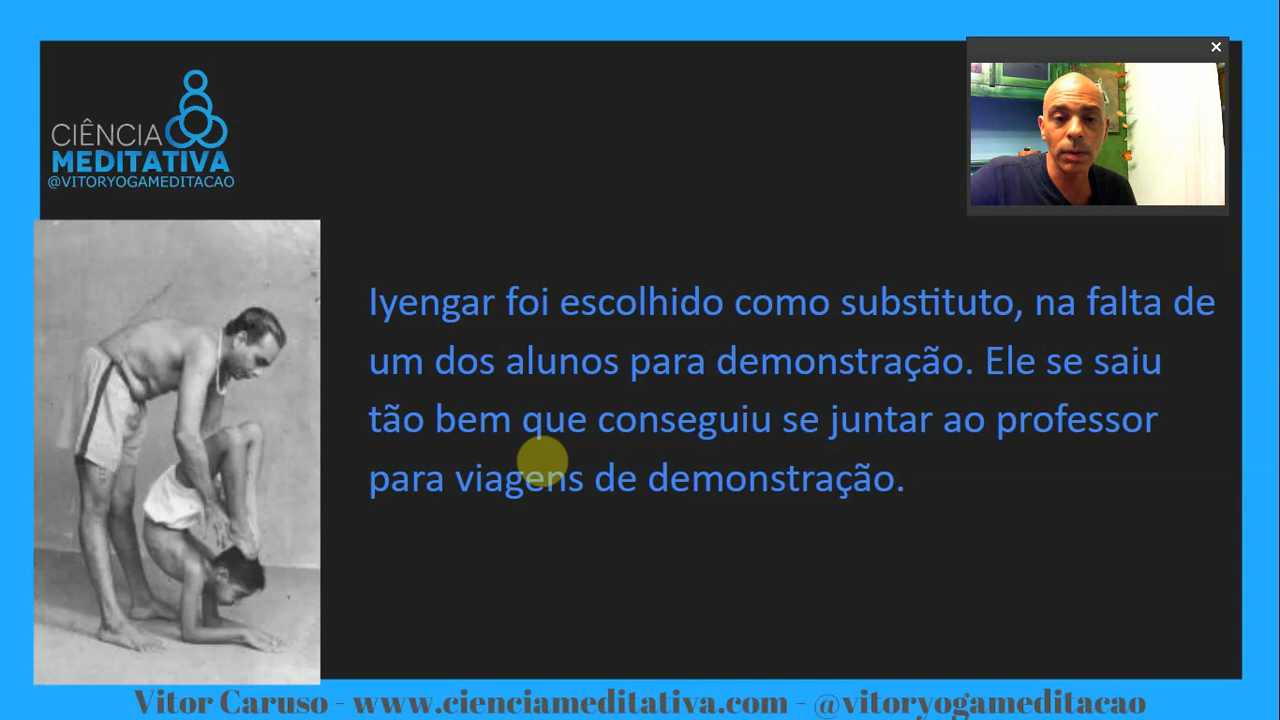 CIÊNCIA
MEDITATIVA
@VITORYOGAMEDITACAO
Iyengar foi escolhido como substituto, na falta de
um dos alunos para demonstração. Ele se saiu
tão bem que conseguiu se juntar ao professor
para viagens de demonstração.
Vitor Caruso - www.cienciameditativa.com - @vitoryogameditacao